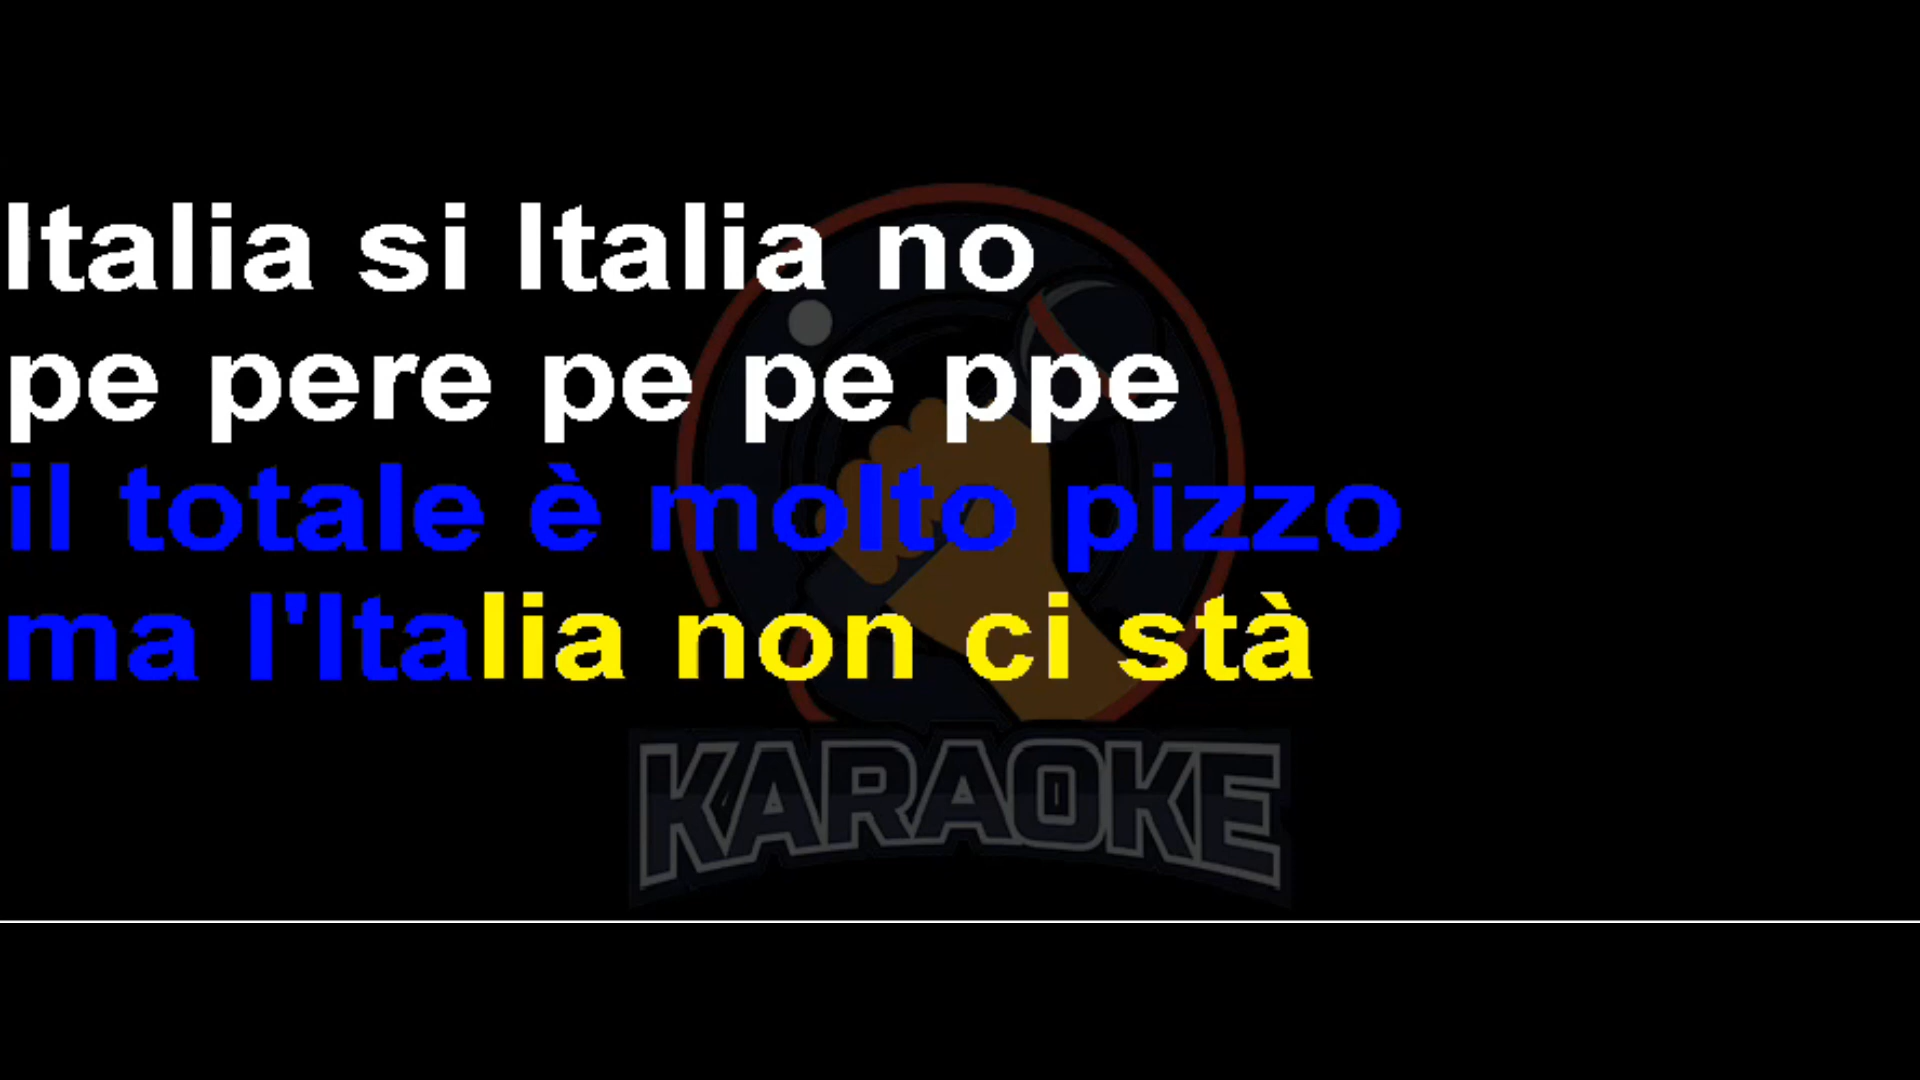 Italia si Italia no
pe pere pe pe ppe
il totale è molto pizzo
ma l'Italia non ci stà
KARAOKE